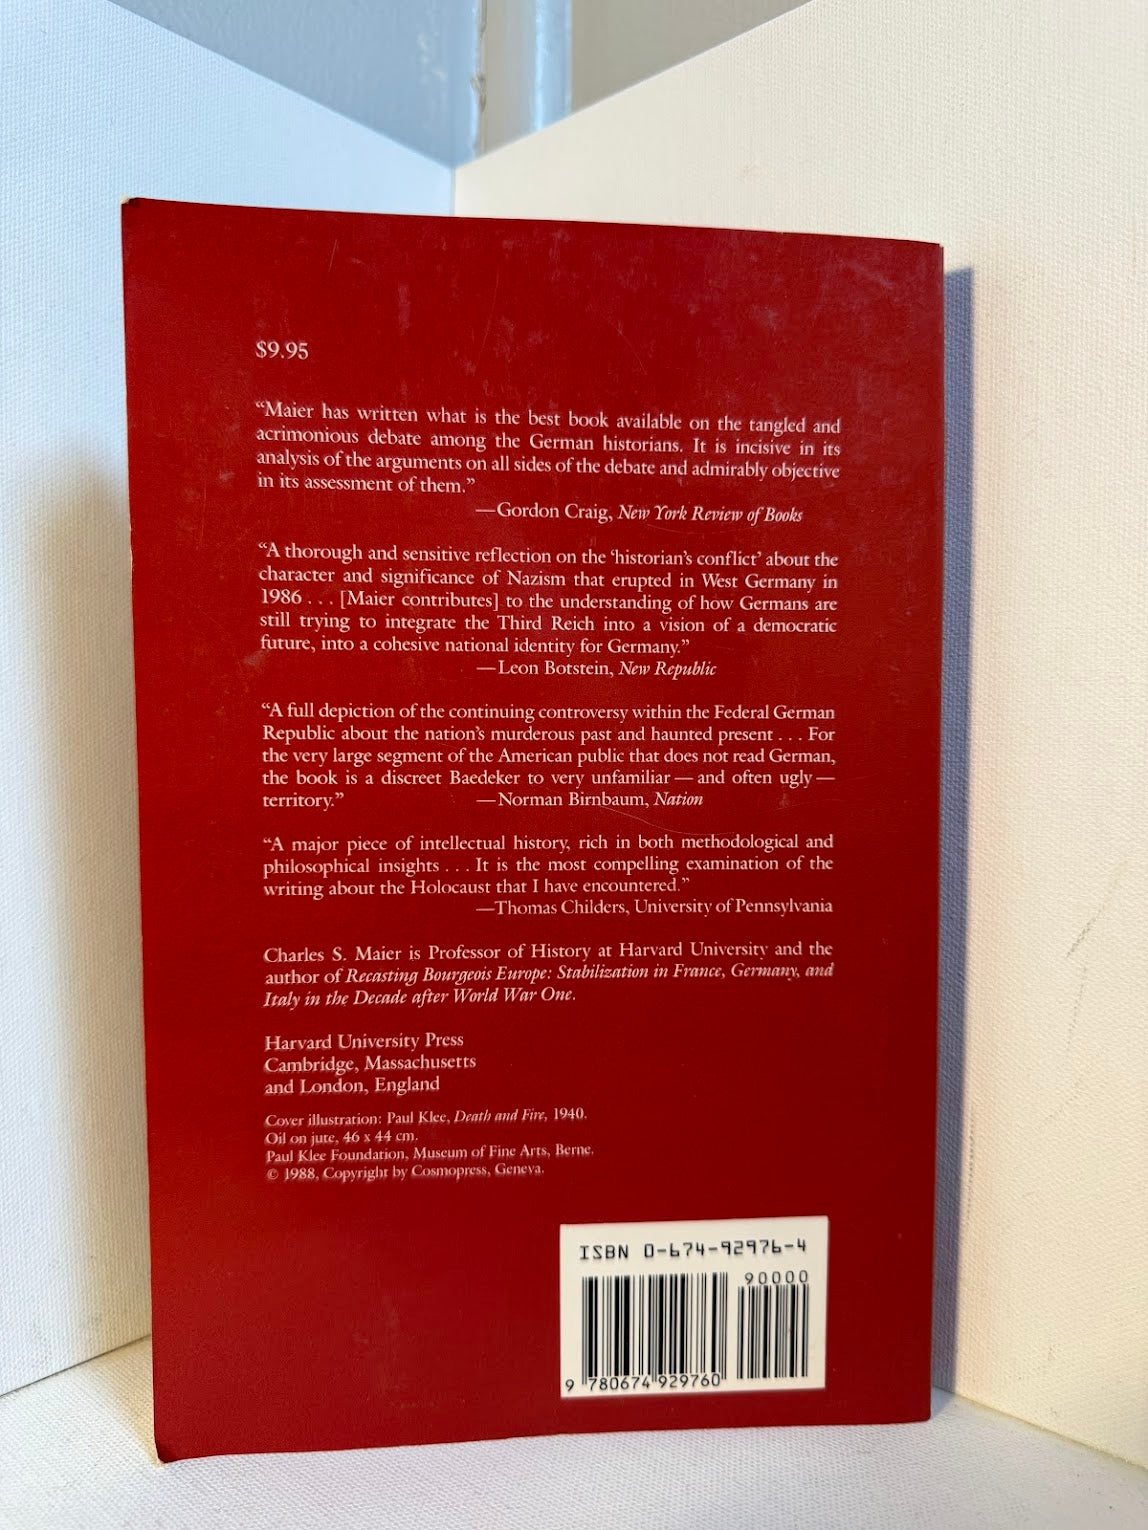 $9.95
“Maier has written what is the best book available on the tangled and
acrimonious debate among the German historians. It is incisive in its
analysis of the arguments on all sides of the debate and admirably objective
in its assessment of them.”
—Gordon Craig, New York Review of Books
“A thorough and sensitive reflection on the ‘historian’s conflict’ about the
character and significance of Nazism that erupted in West Germany in
1986 . . . [Maier contributes] to the understanding of how Germans are
still trying to integrate the Third Reich into a vision of a democratic
future, into a cohesive national identity for Germany.”
—Leon Botstein, New Republic
“A full depiction of the continuing controversy within the Federal German
Republic about the nation’s murderous past and haunted present . . . For
the very large segment of the American public that does not read German,
the book is a discreet Baedeker to very unfamiliar — and often ugly —
territory.” —Norman Birnbaum, Nation
“A major piece of intellectual history, rich in both methodological and
philosophical insights . . . It is the most compelling examination of the
writing about the Holocaust that I have encountered.”
—Thomas Childers, University of Pennsylvania
Charles S. Maier is Professor of History at Harvard University and the
author of Recasting Bourgeois Europe: Stabilization in France, Germany, and
Italy in the Decade after World War One.
Harvard University Press
Cambridge, Massachusetts
and London, England
Cover illustration: Paul Klee, Death and Fire, 1940.
Oil on jute, 46 x 44 cm.
Paul Klee Foundation, Museum of Fine Arts, Berne.
© 1988, Copyright by Cosmopress, Geneva.
ISBN 0-674-92976-4
90000
9 780674 929760